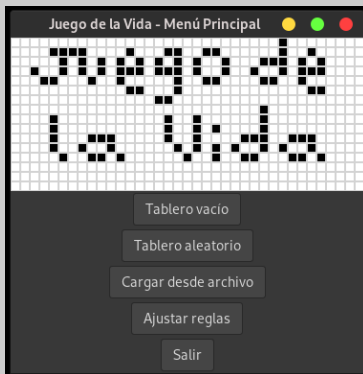 Juego de la Vida - Menú Principal
Juego de
la Vida
Tablero vacío
Tablero aleatorio
Cargar desde archivo
Ajustar reglas
Salir